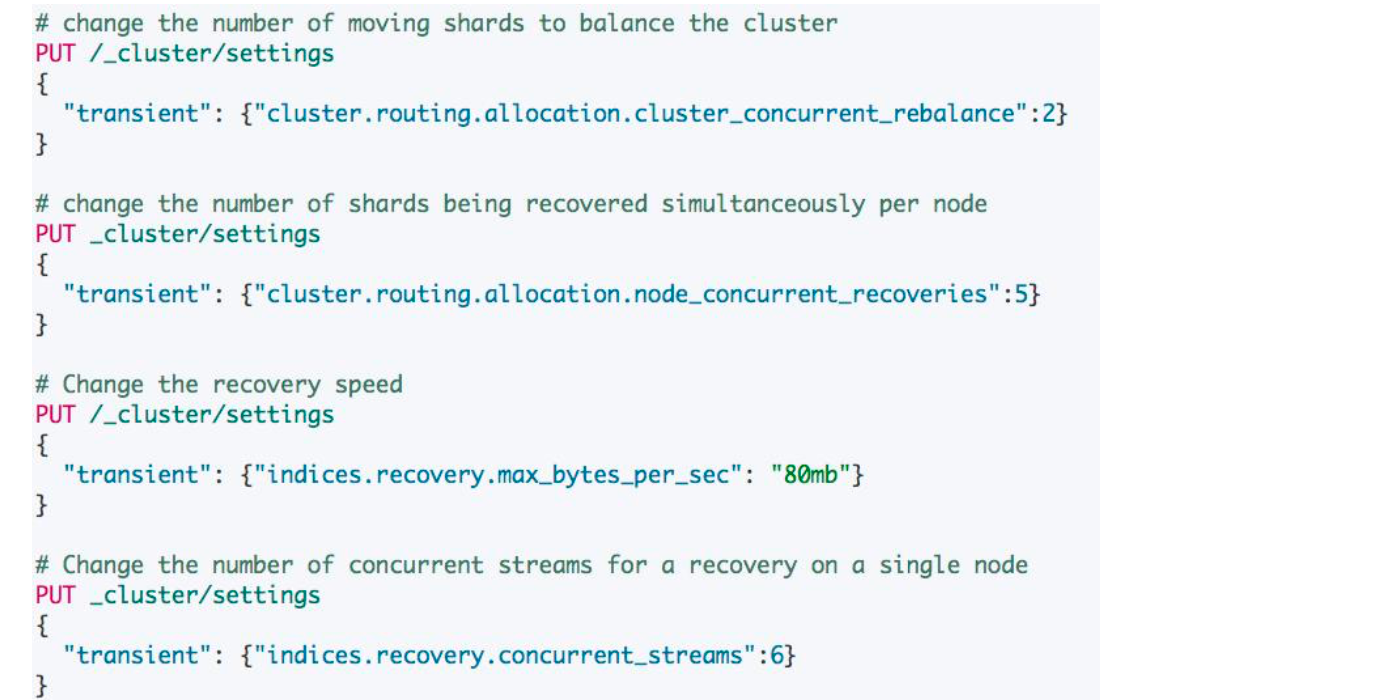 # change the number of moving shards to balance the cluster
PUT /_cluster/settings
{
  "transient": {"cluster.routing.allocation.cluster_concurrent_rebalance":2}
}

# change the number of shards being recovered simultanceously per node
PUT _cluster/settings
{
  "transient": {"cluster.routing.allocation.node_concurrent_recoveries":5}
}

# Change the recovery speed
PUT /_cluster/settings
{
  "transient": {"indices.recovery.max_bytes_per_sec": "80mb"}
}

# Change the number of concurrent streams for a recovery on a single node
PUT _cluster/settings
{
  "transient": {"indices.recovery.concurrent_streams":6}
}